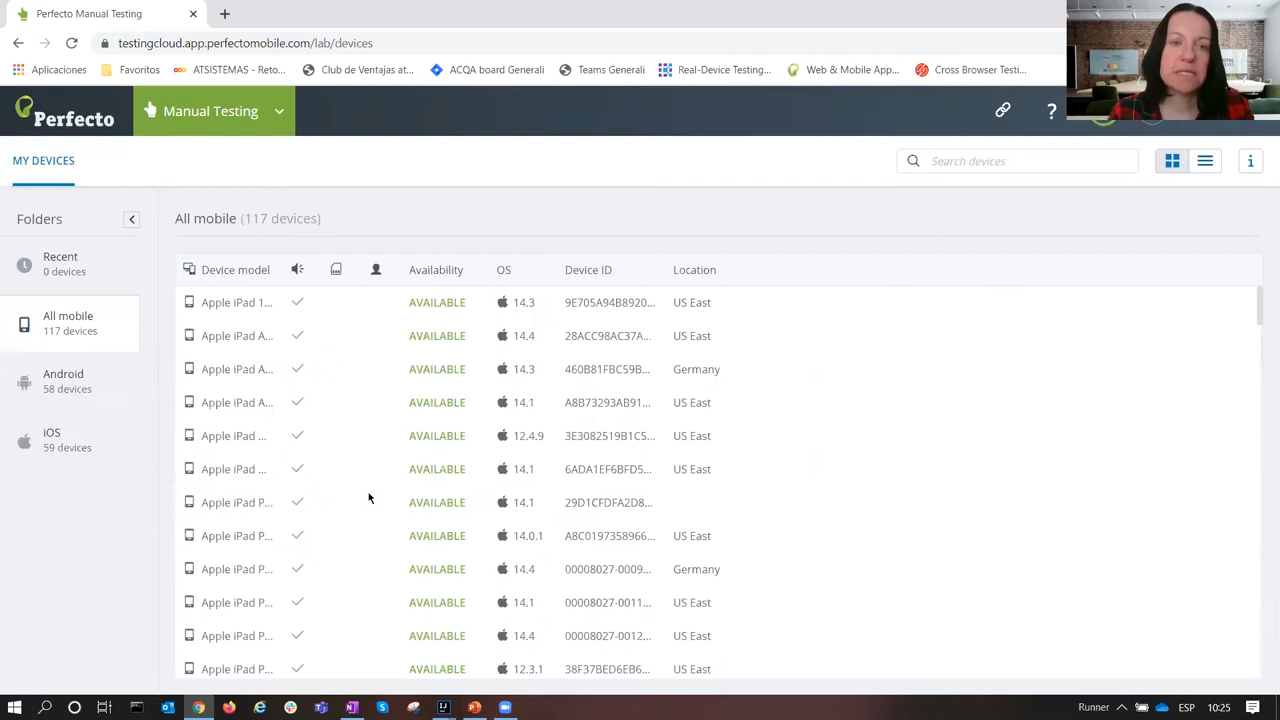 Perfecto Manual Testing
testingcloud.app.perfectomobile.com/lab/devices
Aplicaciones Favoritos ATSISTEMAS - Reto... Club de Ventajas at... ACQA board Generali Teams Generali Real-Device Testing... Web & Mobile App... Cross Browser Testi...
Perfecto Manual Testing ?
MY DEVICES Search devices i
Folders
Recent
0 devices
All mobile
117 devices
Android
58 devices
iOS
59 devices
All mobile (117 devices)
Device model Availability OS Device ID Location
Apple iPad 1... AVAILABLE 14.3 9E705A94B8920... US East
Apple iPad A... AVAILABLE 14.4 28ACC98AC37A... US East
Apple iPad A... AVAILABLE 14.3 460B81FBC59B... Germany
Apple iPad A... AVAILABLE 14.1 A8B73293AB91... US East
Apple iPad ... AVAILABLE 12.4.9 3E3082519B1C5... US East
Apple iPad ... AVAILABLE 14.1 6ADA1EF6BFD5... US East
Apple iPad P... AVAILABLE 14.1 29D1CFDFA2D8...
Apple iPad P... AVAILABLE 14.0.1 A8C0197358966... US East
Apple iPad P... AVAILABLE 14.4 00008027-0009... Germany
Apple iPad P... AVAILABLE 14.1 00008027-0011... US East
Apple iPad P... AVAILABLE 14.4 00008027-0012... US East
Apple iPad P... AVAILABLE 12.3.1 38F37BED6EB6... US East
Runner ESP 10:25